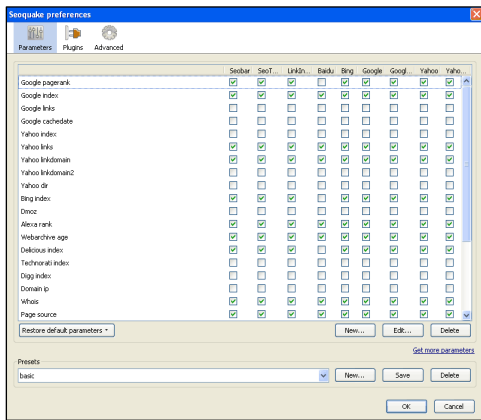 Seoquake preferences
Parameters Plugins Advanced
Seobar SeoT... LinkIn... Baidu Bing Google Googl... Yahoo Yaho...
Google pagerank
Google index
Google links
Google cachedate
Yahoo index
Yahoo links
Yahoo linkdomain
Yahoo linkdomain2
Yahoo dir
Bing index
Dmoz
Alexa rank
Webarchive age
Delicious index
Technorati index
Digg index
Domain ip
Whois
Page source
Restore default parameters New... Edit... Delete
Get more parameters
Presets
basic New... Save Delete
OK Cancel